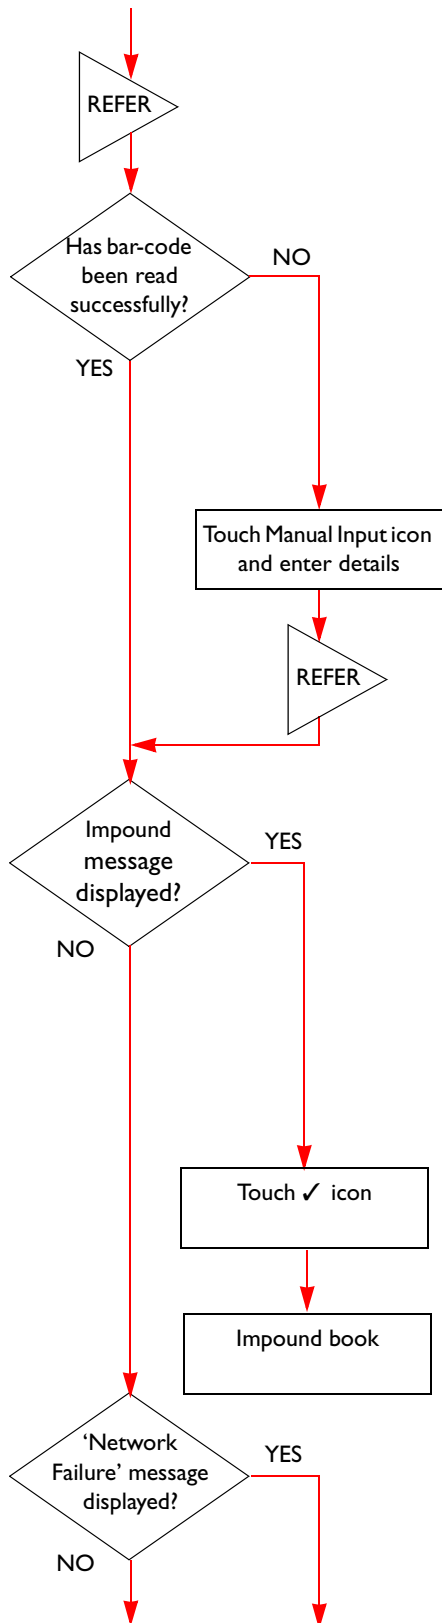 REFER
Has bar-code
been read
successfully?
NO
YES
Touch Manual Input icon
and enter details
REFER
Impound
message
displayed?
YES
NO
Touch ✓ icon
Impound book
‘Network
Failure’ message
displayed?
YES
NO